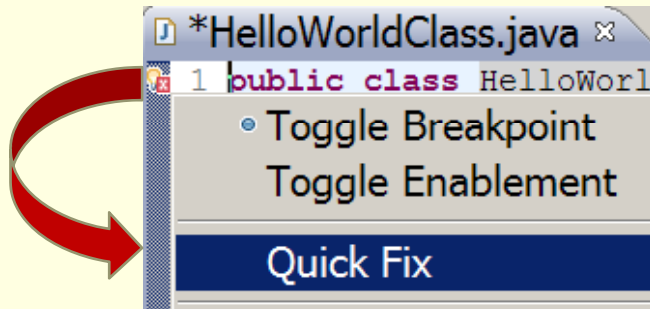 *HelloWorldClass.java
1 public class HelloWorl
Toggle Breakpoint
Toggle Enablement
Quick Fix